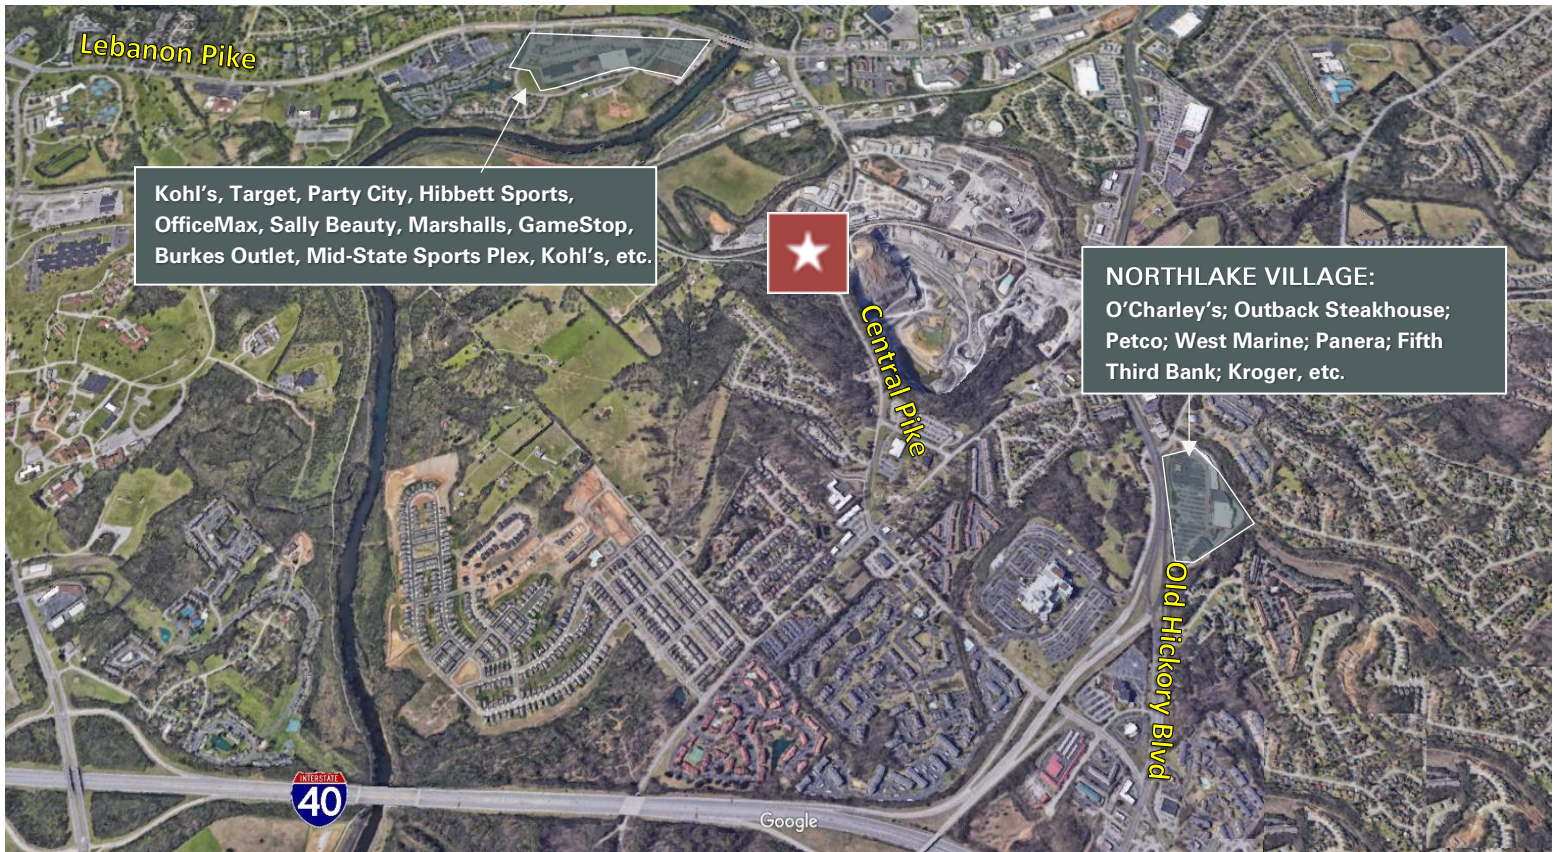 Lebanon Pike
Kohl's, Target, Party City, Hibbett Sports,
OfficeMax, Sally Beauty, Marshalls, GameStop,
Burkes Outlet, Mid-State Sports Plex, Kohl's, etc.
NORTHLAKE VILLAGE:
O'Charley's; Outback Steakhouse;
Petco; West Marine; Panera; Fifth
Third Bank; Kroger, etc.
Central Pike
Old Hickory Blvd
INTERSTATE
40
Google